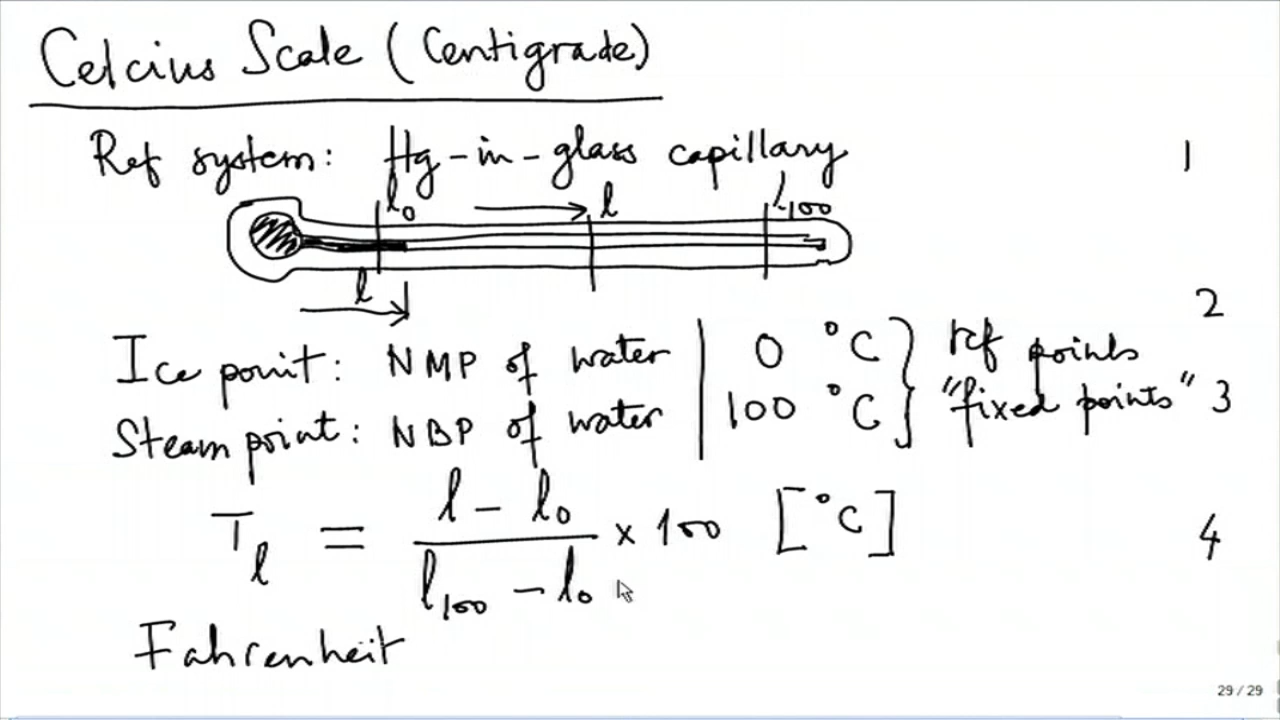 Celcius Scale (Centigrade)
Ref system: Hg-in-glass capillary 1
l₀ l l₁₀₀
l
2
Ice point: NMP of water | 0 °C } ref points
Steam point: NBP of water | 100 °C } "fixed points" 3
T_l = (l - l₀) / (l₁₀₀ - l₀) × 100 [°C] 4
Fahrenheit
29 / 29